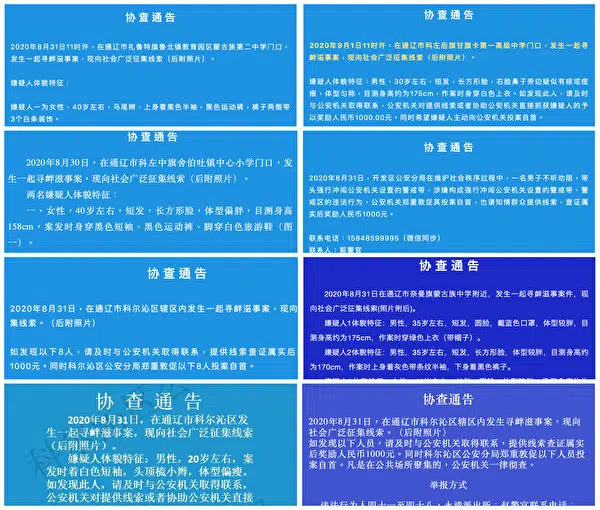 协查通告
2020年8月31日11时许，在通辽市扎鲁特旗鲁北镇教育园区蒙古族第二中学门口，
发生一起寻衅滋事案，现向社会广泛征集线索（后附照片）。
嫌疑人体貌特征：
嫌疑人一为女性，40岁左右，马尾辫，上身着黑色半袖，黑色运动裤，裤子两侧带
3个白条装饰。
协查通告
2020年9月1日11时许，在通辽市科左后旗甘旗卡第一高级中学门口，发生一起寻
衅滋事案，现向社会广泛征集线索（后附照片）。
嫌疑人体貌特征：男性，30岁左右，短发，长方形脸，右脸鼻子旁边疑似有痦或痘
痕，体型匀称，目测身高约为175cm，作案时身穿白色上衣。如发现此人，请及时
与公安机关取得联系，公安机关对提供线索或者协助公安机关直接抓获嫌疑人的予
以奖励人民币1000.00元。同时希望嫌疑人主动向公安机关投案自首。
协查通告
2020年8月30日，在通辽市科左中旗舍伯吐镇中心小学门口，发
生一起寻衅滋事案，现向社会广泛征集线索（后附照片）。
两名嫌疑人体貌特征：
一、女性，40岁左右，短发，长方形脸，体型偏胖，目测身高
158cm，案发时身穿黑色短袖、黑色运动裤、脚穿白色旅游鞋（图
一）。
协查通告
2020年8月31日，开发区公安分局在维护社会秩序过程中，一名男子不听劝阻，带
头强行冲闯公安机关设置的警戒带，涉嫌构成强行冲闯公安机关设置的警戒带、警
戒区的违法行为，公安机关郑重敦促其投案自首，也请知情群众提供线索，查证属
实后奖励人民币1000元。
联系电话：15848599995（微信同步）
联系人：郭警官
协查通告
2020年8月31日，在通辽市科尔沁区辖区内发生一起寻衅滋事案，现向
集线索。（后附照片）
如发现以下8人，请及时与公安机关取得联系，提供线索查证属实后
1000元。同时科尔沁区公安分局郑重敦促以下8人投案自首。
协查通告
2020年8月31日在通辽市奈曼旗蒙古族中学附近，发生一起寻衅滋事案件，现
向社会广泛征集线索(照片附后)。
嫌疑人1体貌特征：男性，35岁左右，短发，圆脸，戴蓝色口罩，体型较胖，目
测身高约为175cm，作案时穿绿色上衣（带帽子）。
嫌疑人2体貌特征：男性，35岁左右，短发，长方形脸，体型较胖，目测身高约
为170cm，作案时上身着灰色带条纹半袖，下身着黑色裤子。
协查通告
2020年8月31日，在通辽市科尔沁区发
生一起寻衅滋事案，现向社会广泛征集线索
（后附照片）。
嫌疑人体貌特征：男性，20岁左右，案
发时着白色短袖，头顶梳小辫，体型偏瘦。
如发现此人，请及时与公安机关取得联系，
公安机关对提供线索或者协助公安机关直接
协查通告
2020年8月31日，在通辽市科尔沁区辖区内发生一起寻衅滋事案，现向社会
广泛征集线索。（后附照片）
如发现以下人员，请及时与公安机关取得联系，提供线索查证属实
后奖励人民币1000元。同时科尔沁区公安分局郑重敦促以下人员投
案自首。凡是在公共场所聚集的，公安机关一律彻查。
举报方式